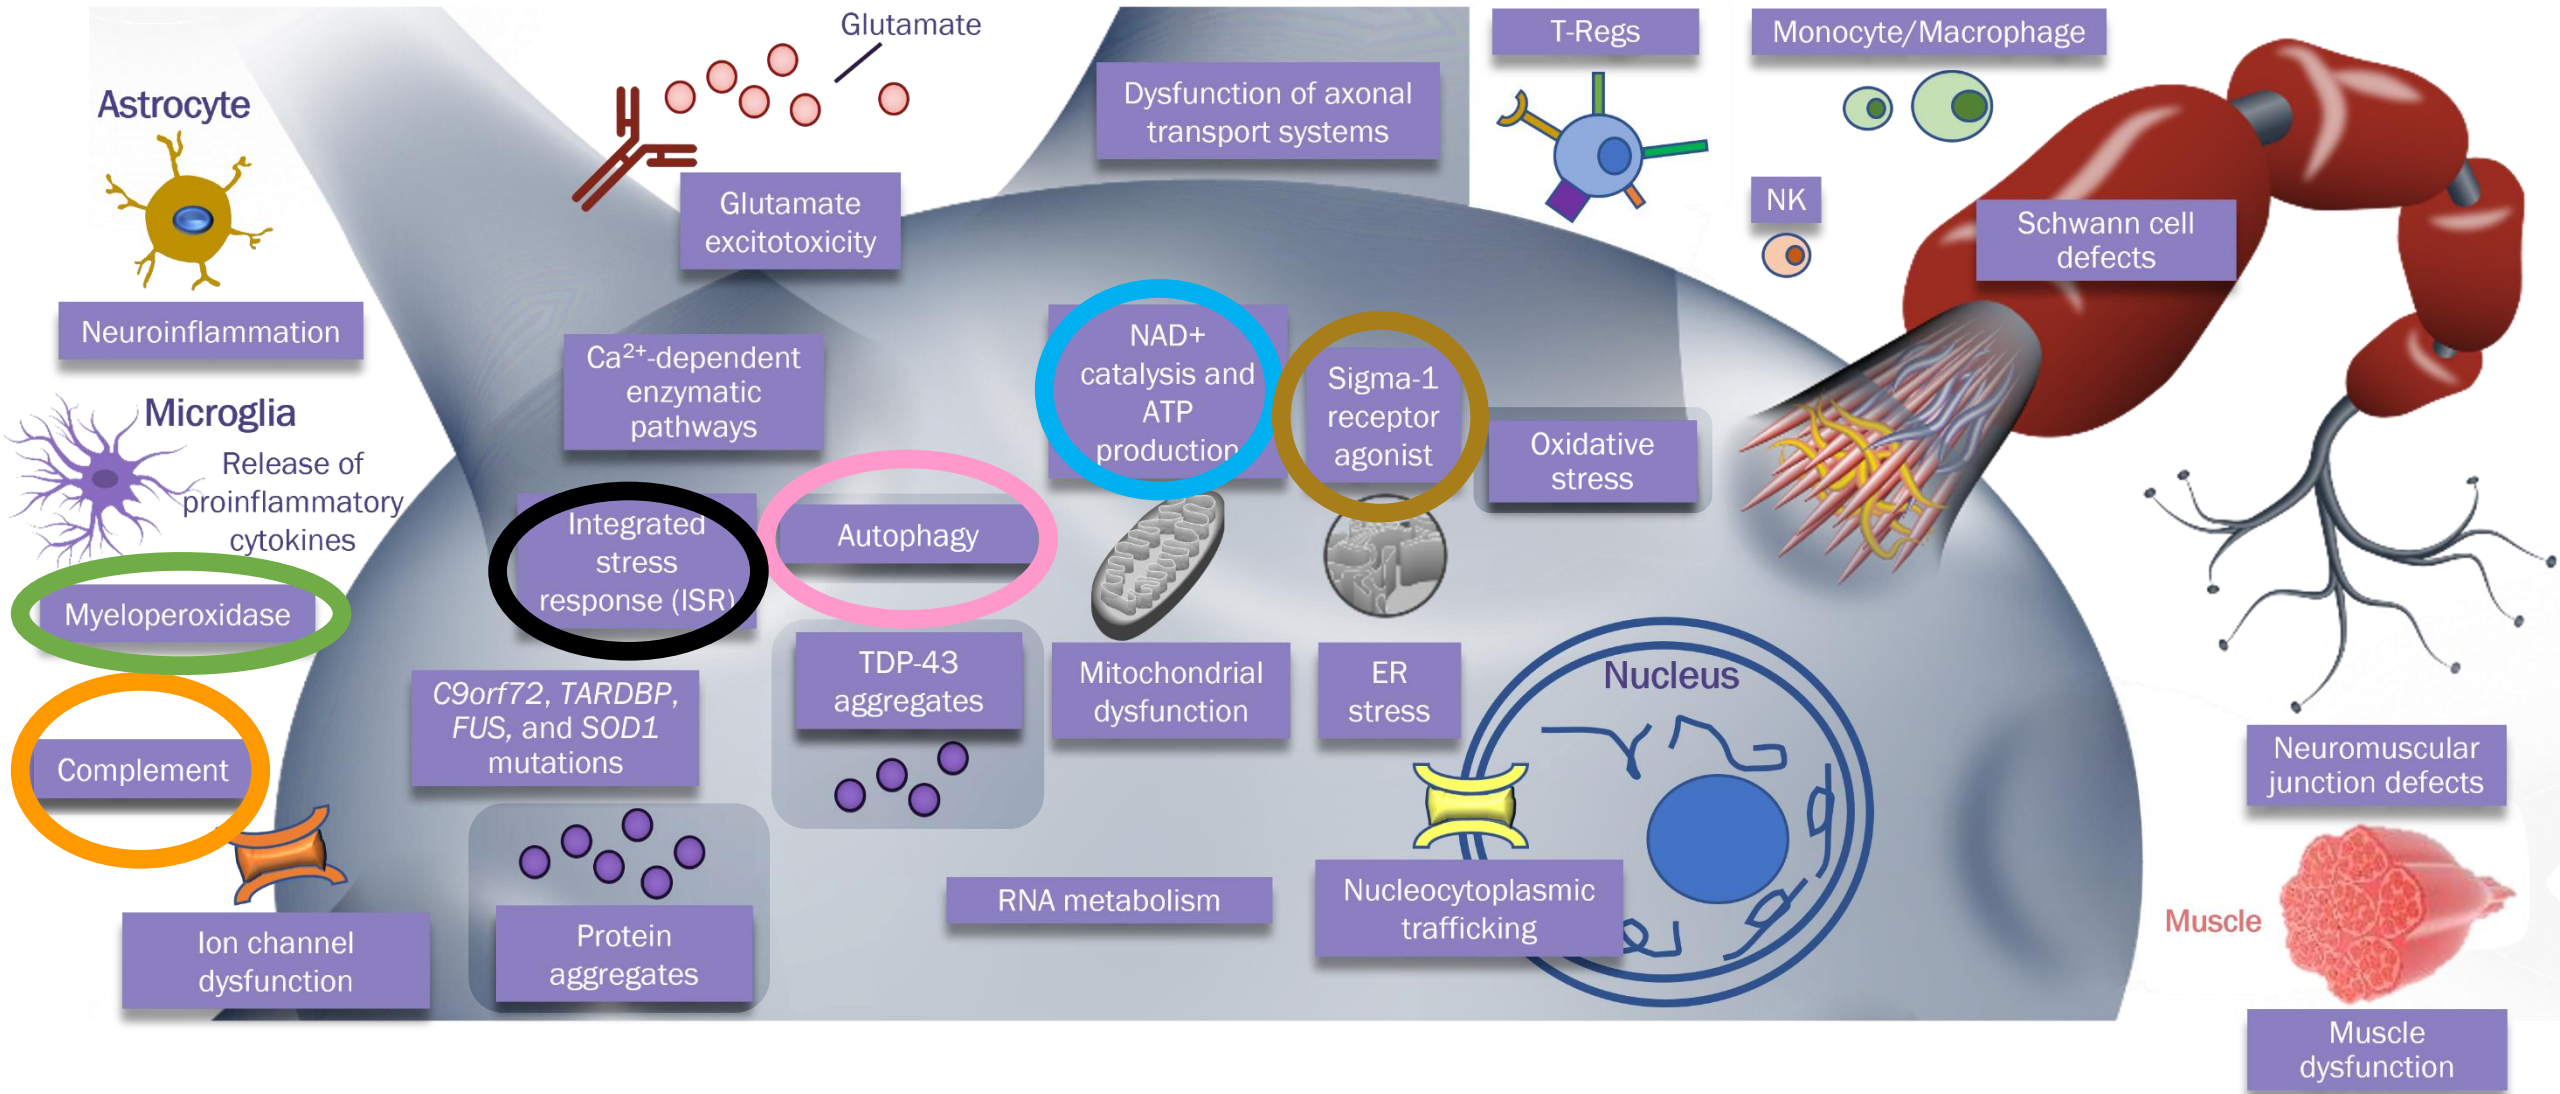 Glutamate
T-Regs
Monocyte/Macrophage
Astrocyte
Dysfunction of axonal
transport systems
Glutamate
excitotoxicity
NK
Schwann cell
defects
Neuroinflammation
Ca²⁺-dependent
enzymatic
pathways
NAD+
catalysis and
ATP
production
Sigma-1
receptor
agonist
Oxidative
stress
Microglia
Release of
proinflammatory
cytokines
Integrated
stress
response (ISR)
Autophagy
Myeloperoxidase
C9orf72, TARDBP,
FUS, and SOD1
mutations
TDP-43
aggregates
Mitochondrial
dysfunction
ER
stress
Nucleus
Complement
Neuromuscular
junction defects
RNA metabolism
Nucleocytoplasmic
trafficking
Muscle
Ion channel
dysfunction
Protein
aggregates
Muscle
dysfunction